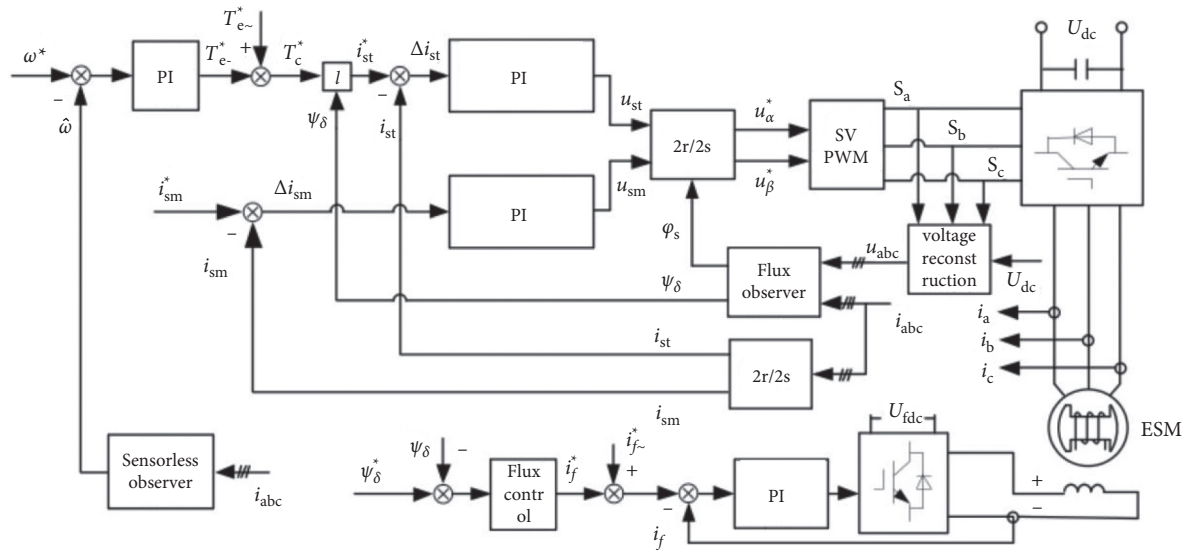 T*e~
Udc
ω*
PI
T*e-
+
T*c
l
i*st
Δist
PI
−
ω̂
ψδ
−
ist
ust
2r/2s
u*α
u*β
SV
PWM
Sa
Sb
Sc
i*sm
Δism
PI
usm
−
ism
φs
uabc
voltage
reconst
ruction
Udc
ψδ
Flux
observer
iabc
ia
ib
ic
ist
2r/2s
ism
ESM
Sensorless
observer
iabc
ψ*δ
ψδ
−
Flux
contr
ol
i*f
i*f~
+
−
if
PI
Ufdc
+
−